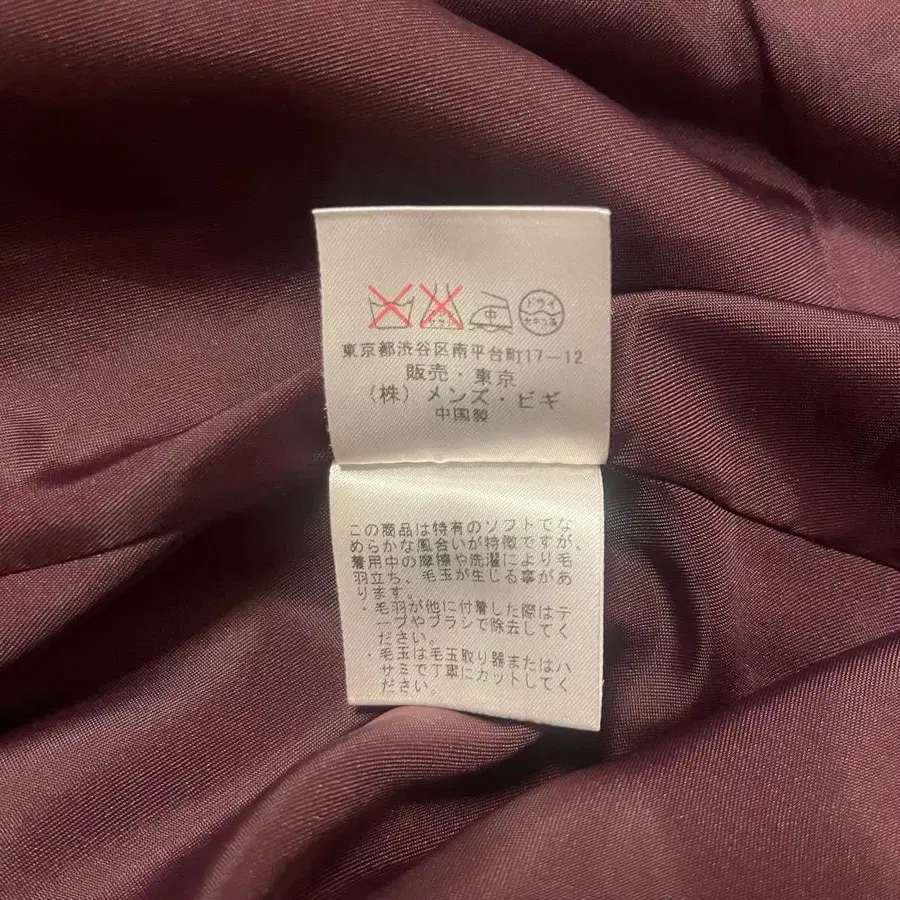 サラシ 中 ドライ
セキユ系
東京都渋谷区南平台町17-12
販売・東京
(株)メンズ・ビギ
中国製
この商品は特有のソフトでな
めらかな風合いが特徴ですが、
着用中の摩擦や洗濯により毛
羽立ち、毛玉が生じる事があ
ります。
・毛羽が他に付着した際はテ
ープやブラシで除去してく
ださい。
・毛玉は毛玉取り器またはハ
サミで丁寧にカットしてく
ださい。